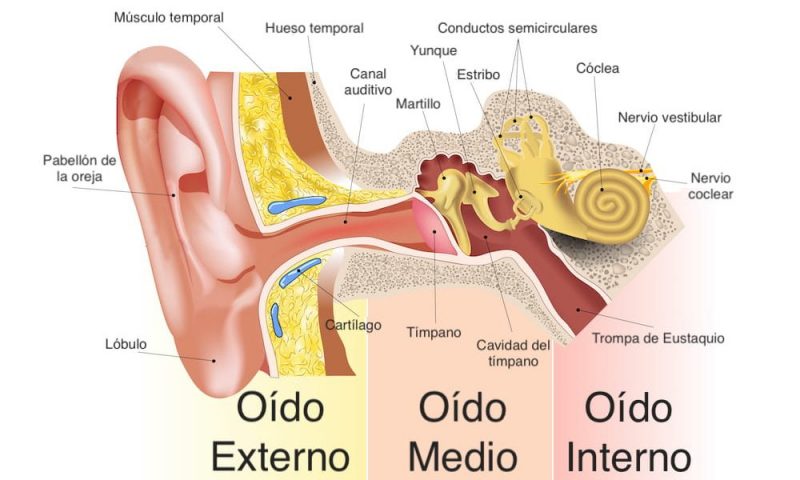 Músculo temporal
Hueso temporal
Conductos semicirculares
Yunque
Canal
auditivo
Estribo
Cóclea
Martillo
Nervio vestibular
Pabellón de
la oreja
Nervio
coclear
Cartílago
Tímpano
Cavidad del
tímpano
Trompa de Eustaquio
Lóbulo
Oído
Externo
Oído
Medio
Oído
Interno